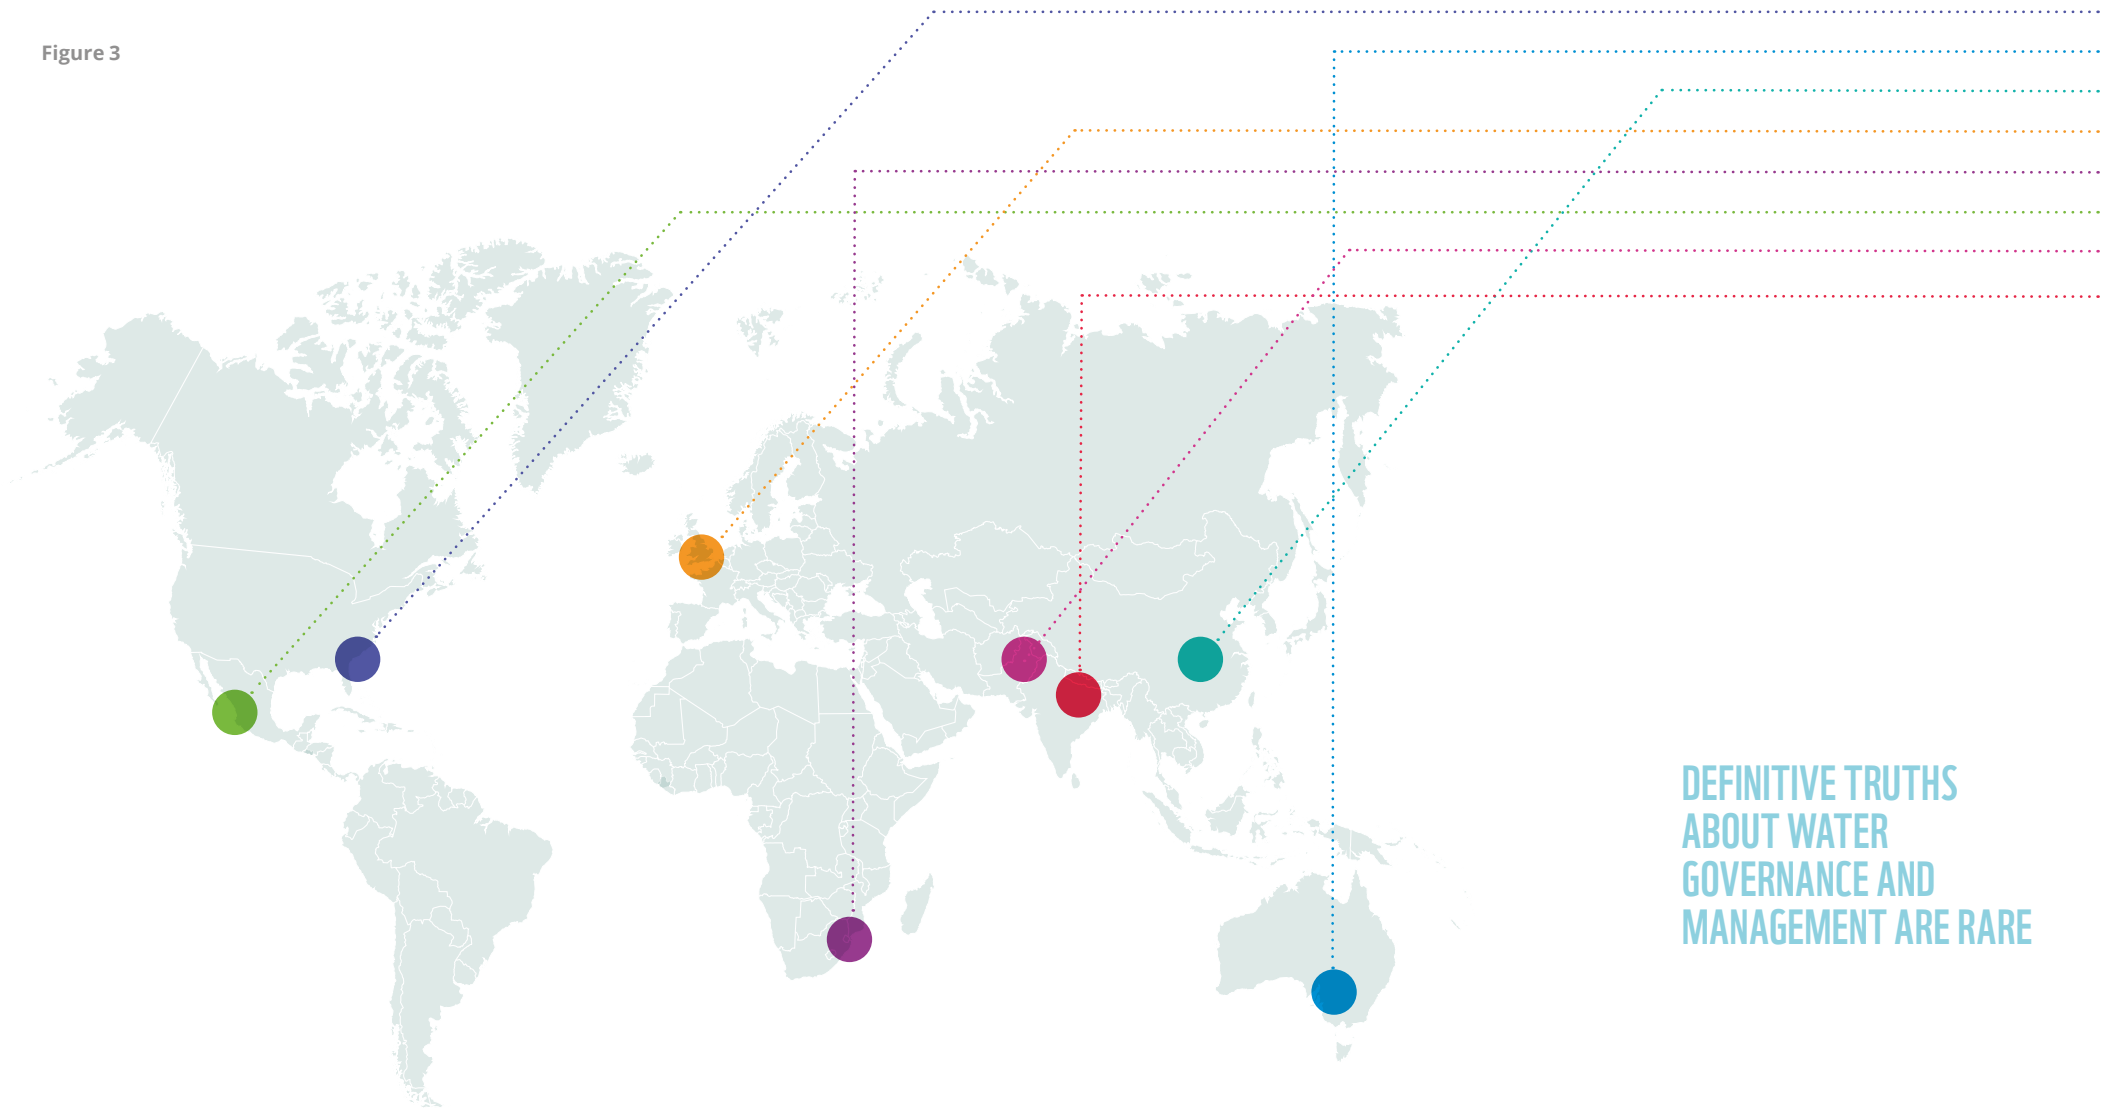 Figure 3
DEFINITIVE TRUTHS
ABOUT WATER
GOVERNANCE AND
MANAGEMENT ARE RARE